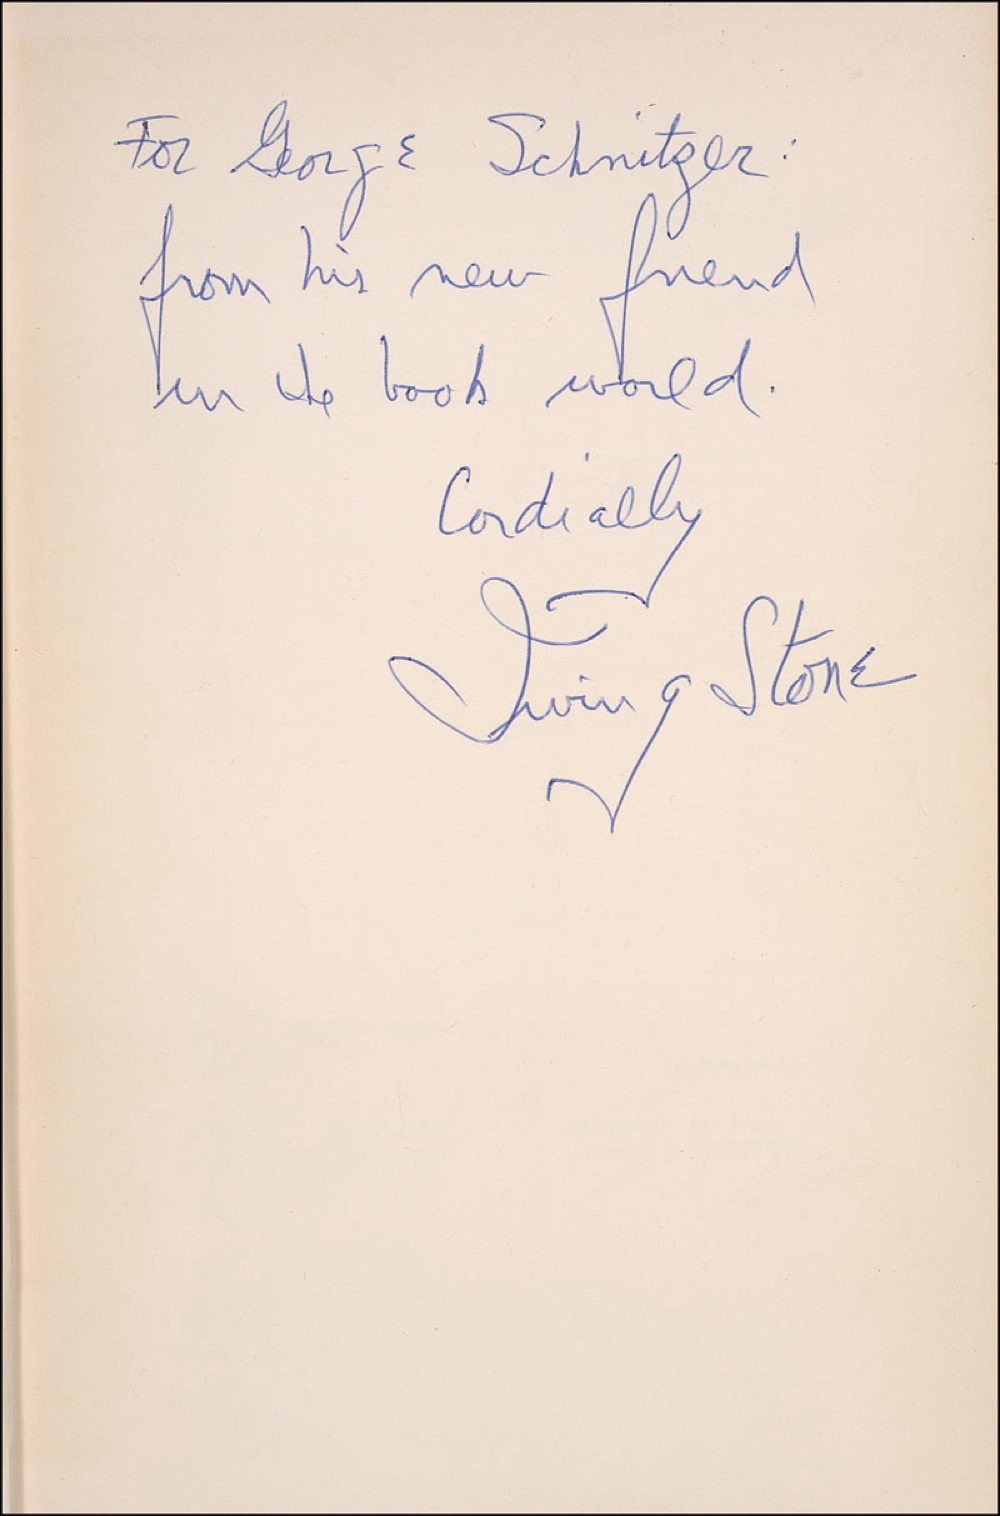 For George Schnitzer:
from his new friend
in the book world.
Cordially
Irving Stone